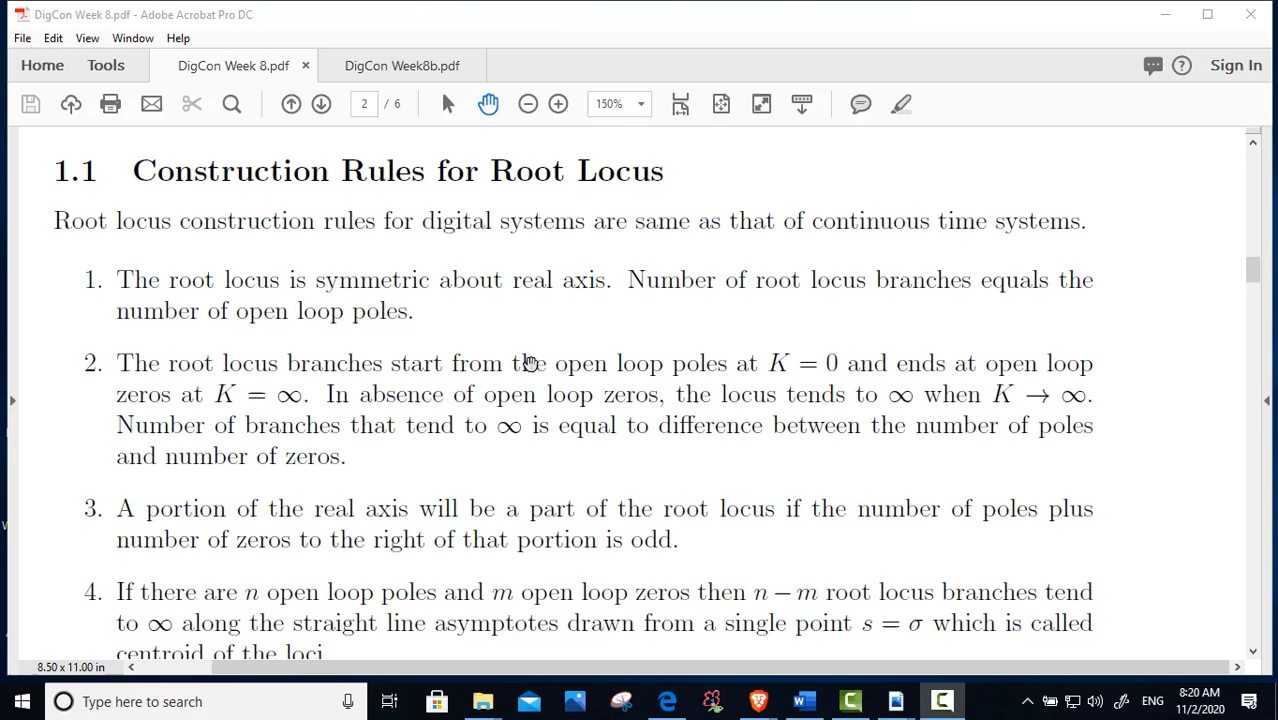 DigCon Week 8.pdf - Adobe Acrobat Pro DC
File Edit View Window Help
Home Tools DigCon Week 8.pdf × DigCon Week8b.pdf Sign In
2 / 6 150%
1.1 Construction Rules for Root Locus
Root locus construction rules for digital systems are same as that of continuous time systems.
1. The root locus is symmetric about real axis. Number of root locus branches equals the
number of open loop poles.
2. The root locus branches start from the open loop poles at K = 0 and ends at open loop
zeros at K = ∞. In absence of open loop zeros, the locus tends to ∞ when K → ∞.
Number of branches that tend to ∞ is equal to difference between the number of poles
and number of zeros.
3. A portion of the real axis will be a part of the root locus if the number of poles plus
number of zeros to the right of that portion is odd.
4. If there are n open loop poles and m open loop zeros then n − m root locus branches tend
to ∞ along the straight line asymptotes drawn from a single point s = σ which is called
centroid of the loci
8.50 x 11.00 in
Type here to search
ENG
8:20 AM
11/2/2020